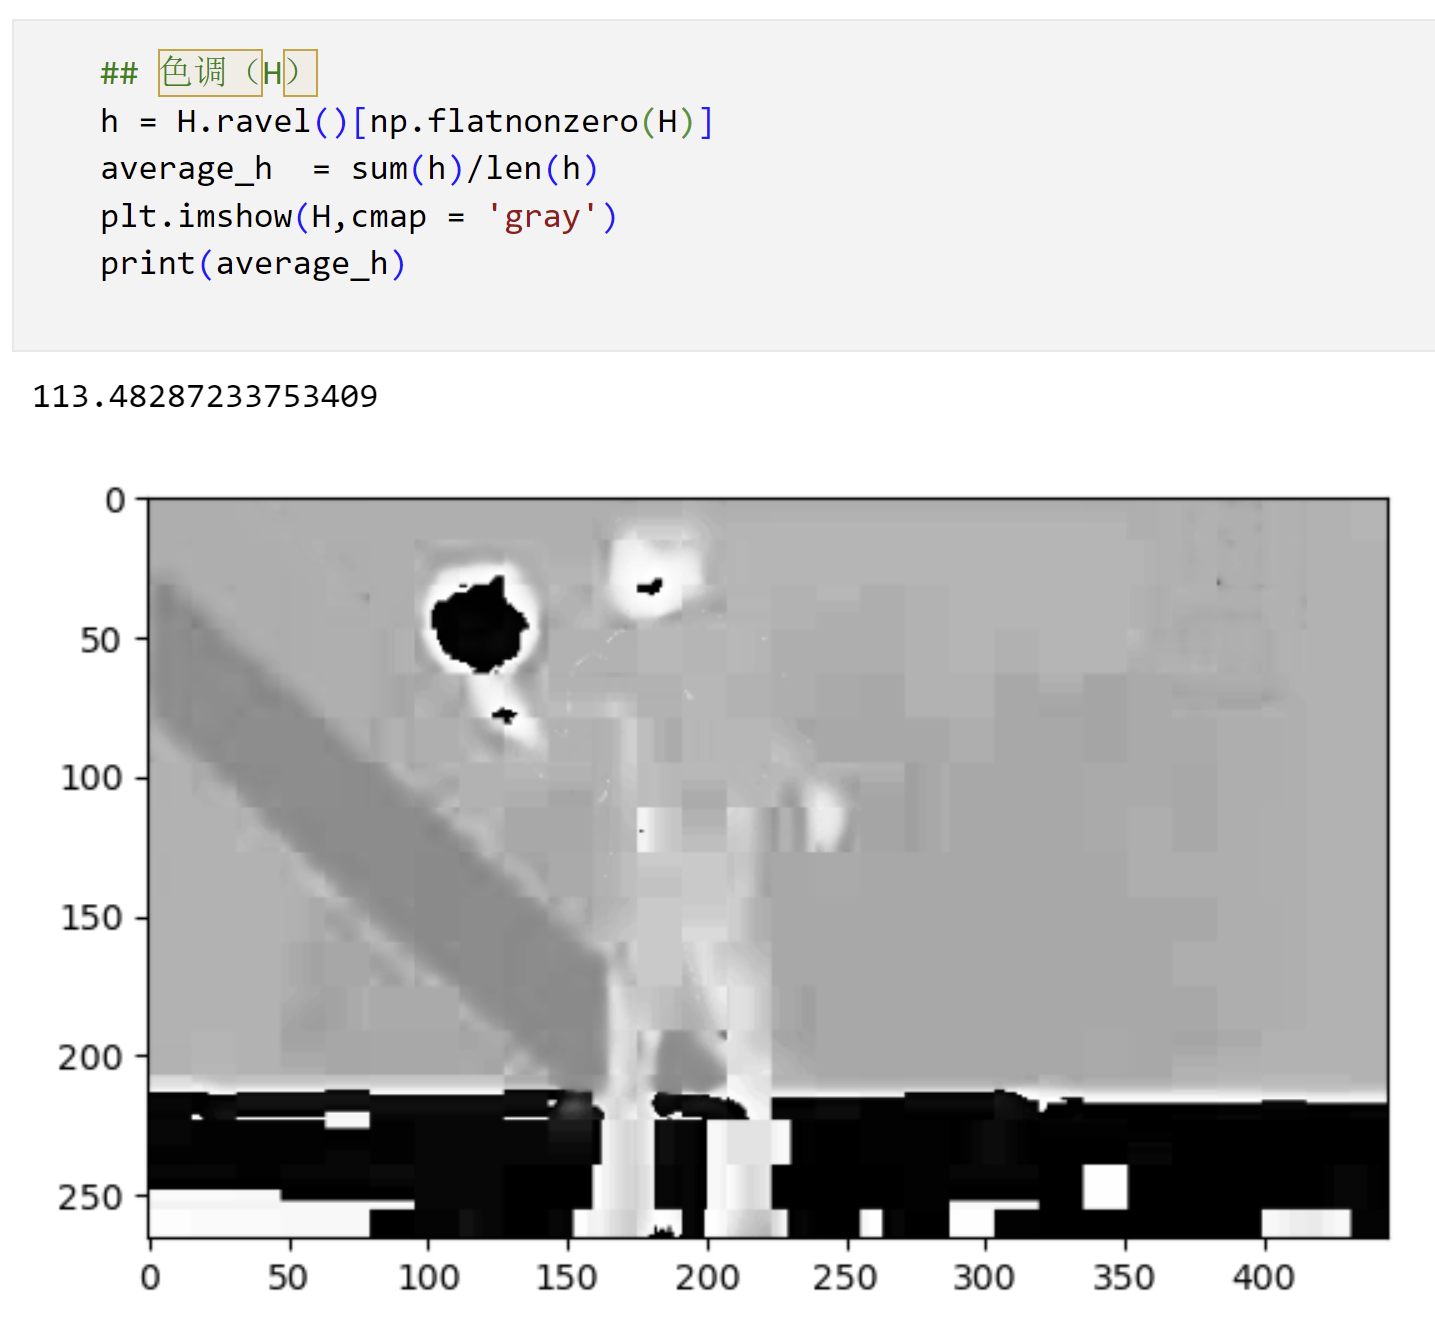 ## 色调（H）
h = H.ravel()[np.flatnonzero(H)]
average_h  = sum(h)/len(h)
plt.imshow(H,cmap = 'gray')
print(average_h)
113.48287233753409
0
50
100
150
200
250
0 50 100 150 200 250 300 350 400